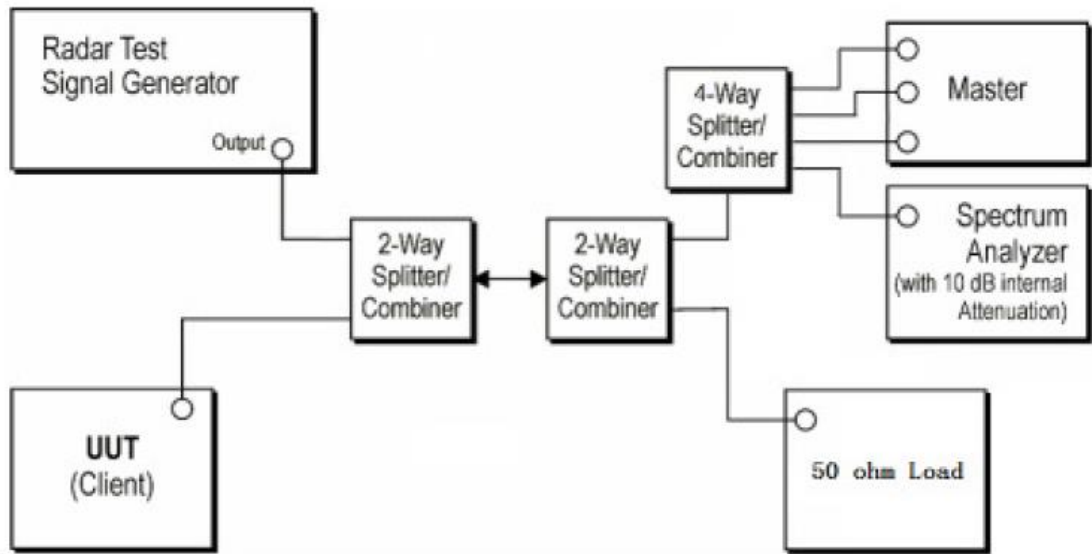 Radar Test
Signal Generator
Output
4-Way
Splitter/
Combiner
Master
2-Way
Splitter/
Combiner
2-Way
Splitter/
Combiner
Spectrum
Analyzer
(with 10 dB internal
Attenuation)
UUT
(Client)
50 ohm Load